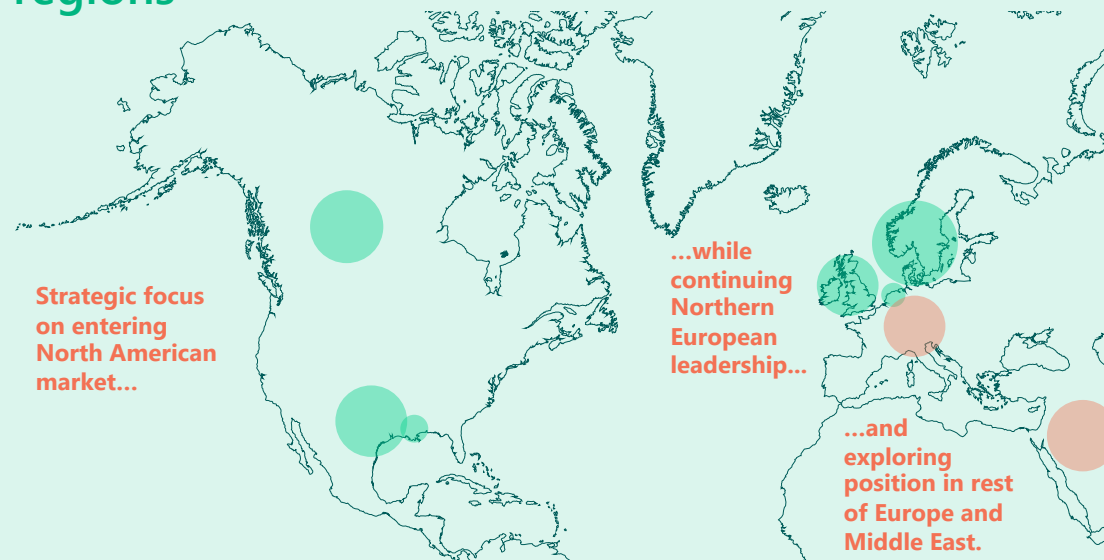 regions
Strategic focus
on entering
North American
market...
...while
continuing
Northern
European
leadership...
...and
exploring
position in rest
of Europe and
Middle East.